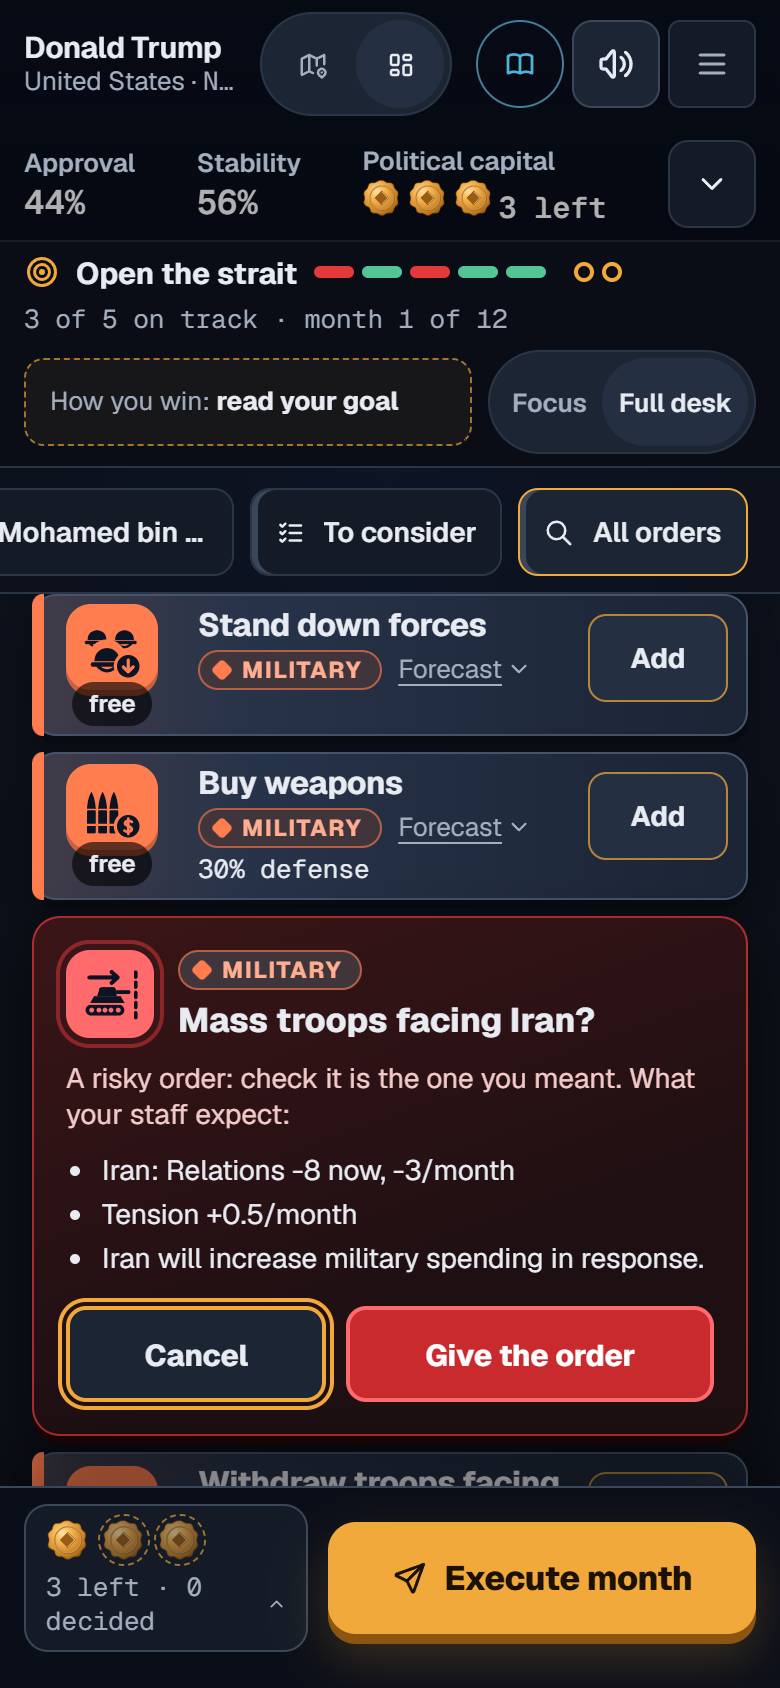 Donald Trump
United States · N...
Approval
44%
Stability
56%
Political capital
3 left
Open the strait
3 of 5 on track · month 1 of 12
How you win: read your goal
Focus
Full desk
Mohamed bin ...
To consider
All orders
Stand down forces
MILITARY
Forecast
free
Add
Buy weapons
MILITARY
Forecast
free
30% defense
Add
MILITARY
Mass troops facing Iran?
A risky order: check it is the one you meant. What
your staff expect:
• Iran: Relations -8 now, -3/month
• Tension +0.5/month
• Iran will increase military spending in response.
Cancel
Give the order
Withdraw troops facing
3 left · 0
decided
Execute month